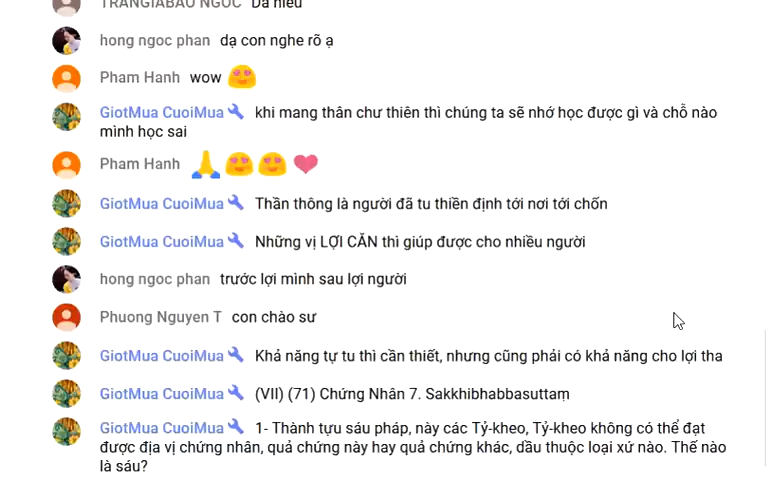 TRANGIABAO NGOC Dạ hiểu
hong ngoc phan dạ con nghe rõ ạ
Pham Hanh wow 😍
GiotMua CuoiMua khi mang thân chư thiên thì chúng ta sẽ nhớ học được gì và chỗ nào
mình học sai
Pham Hanh 🙏😍😍❤️
GiotMua CuoiMua Thần thông là người đã tu thiền định tới nơi tới chốn
GiotMua CuoiMua Những vị LỢI CĂN thì giúp được cho nhiều người
hong ngoc phan trước lợi mình sau lợi người
Phuong Nguyen T con chào sư
GiotMua CuoiMua Khả năng tự tu thì cần thiết, nhưng cũng phải có khả năng cho lợi tha
GiotMua CuoiMua (VII) (71) Chứng Nhân 7. Sakkhibhabbasuttaṃ
GiotMua CuoiMua 1- Thành tựu sáu pháp, này các Tỷ-kheo, Tỷ-kheo không có thể đạt
được địa vị chứng nhân, quả chứng này hay quả chứng khác, dầu thuộc loại xứ nào. Thế nào
là sáu?